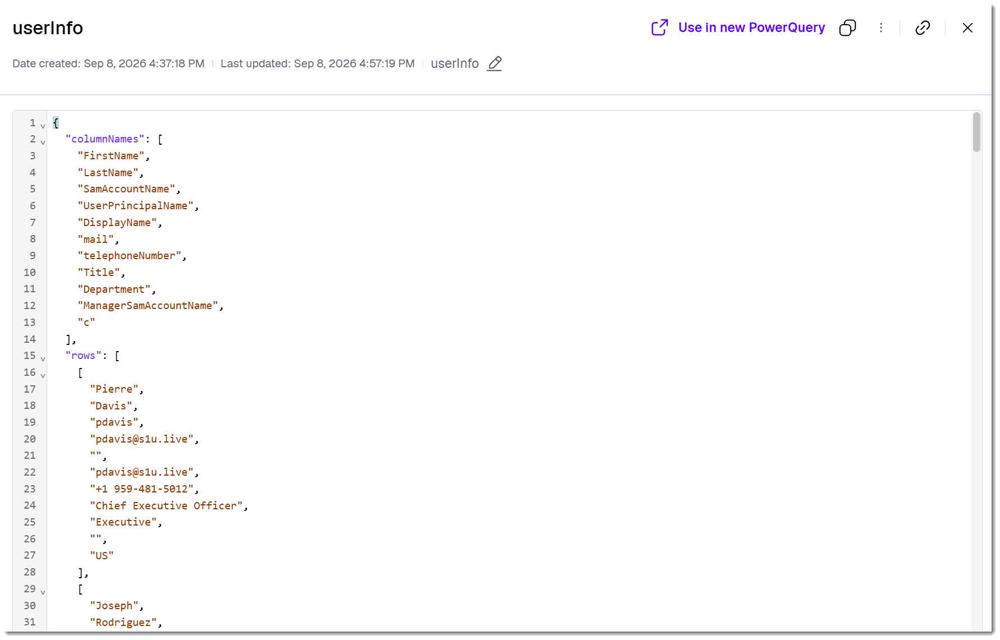 userInfo
Use in new PowerQuery
Date created: Sep 8, 2026 4:37:18 PM
Last updated: Sep 8, 2026 4:57:19 PM
userInfo
1 {
2 "columnNames": [
3 "FirstName",
4 "LastName",
5 "SamAccountName",
6 "UserPrincipalName",
7 "DisplayName",
8 "mail",
9 "telephoneNumber",
10 "Title",
11 "Department",
12 "ManagerSamAccountName",
13 "c"
14 ],
15 "rows": [
16 [
17 "Pierre",
18 "Davis",
19 "pdavis",
20 "pdavis@s1u.live",
21 "",
22 "pdavis@s1u.live",
23 "+1 959-481-5012",
24 "Chief Executive Officer",
25 "Executive",
26 "",
27 "US"
28 ],
29 [
30 "Joseph",
31 "Rodriguez",